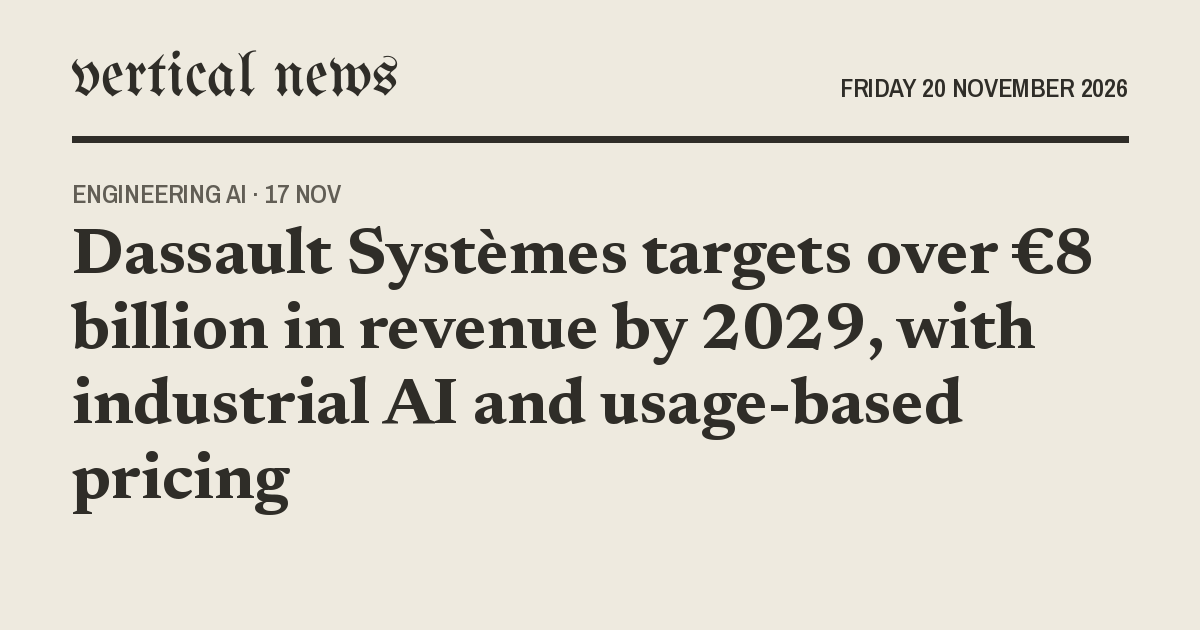 vertical news
FRIDAY 20 NOVEMBER 2026
ENGINEERING AI · 17 NOV
Dassault Systèmes targets over €8
billion in revenue by 2029, with
industrial AI and usage-based
pricing